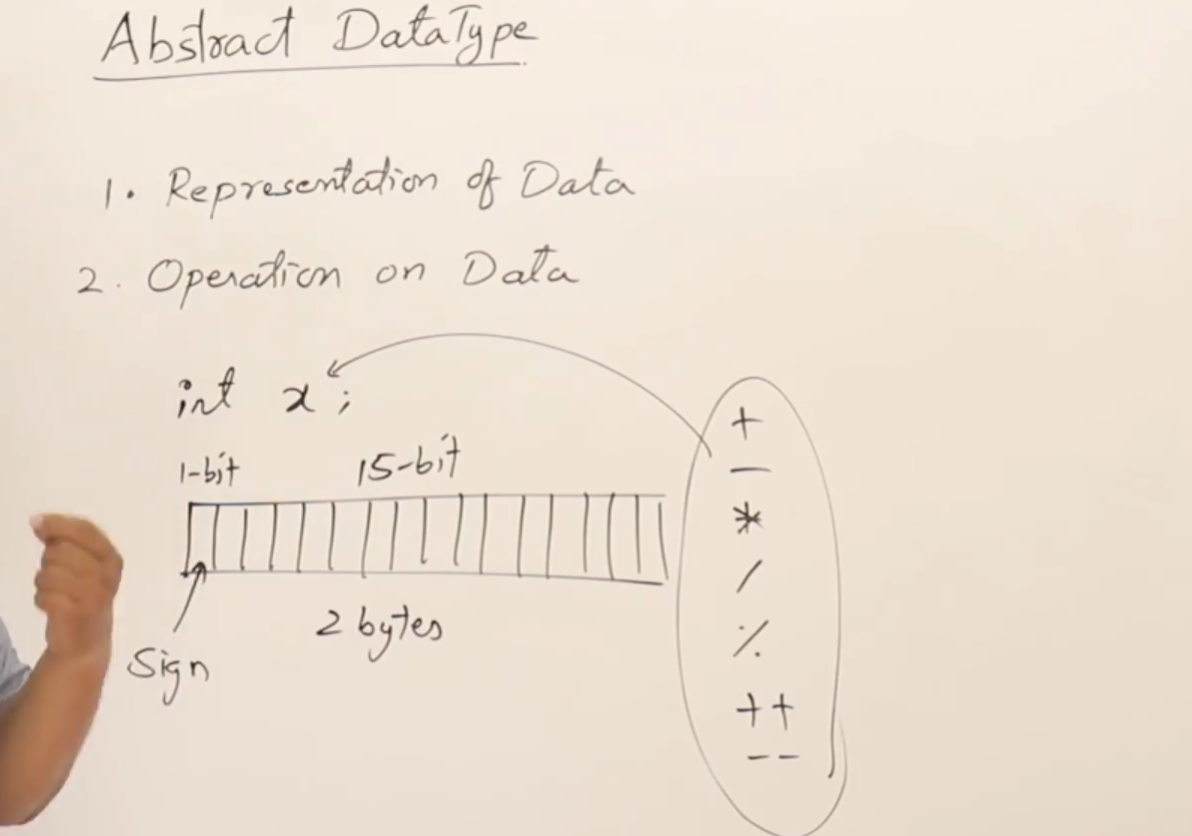 Abstract DataType
1. Representation of Data
2. Operation on Data
int x;
1-bit 15-bit
2 bytes
Sign
+
-
*
/
%
++
--